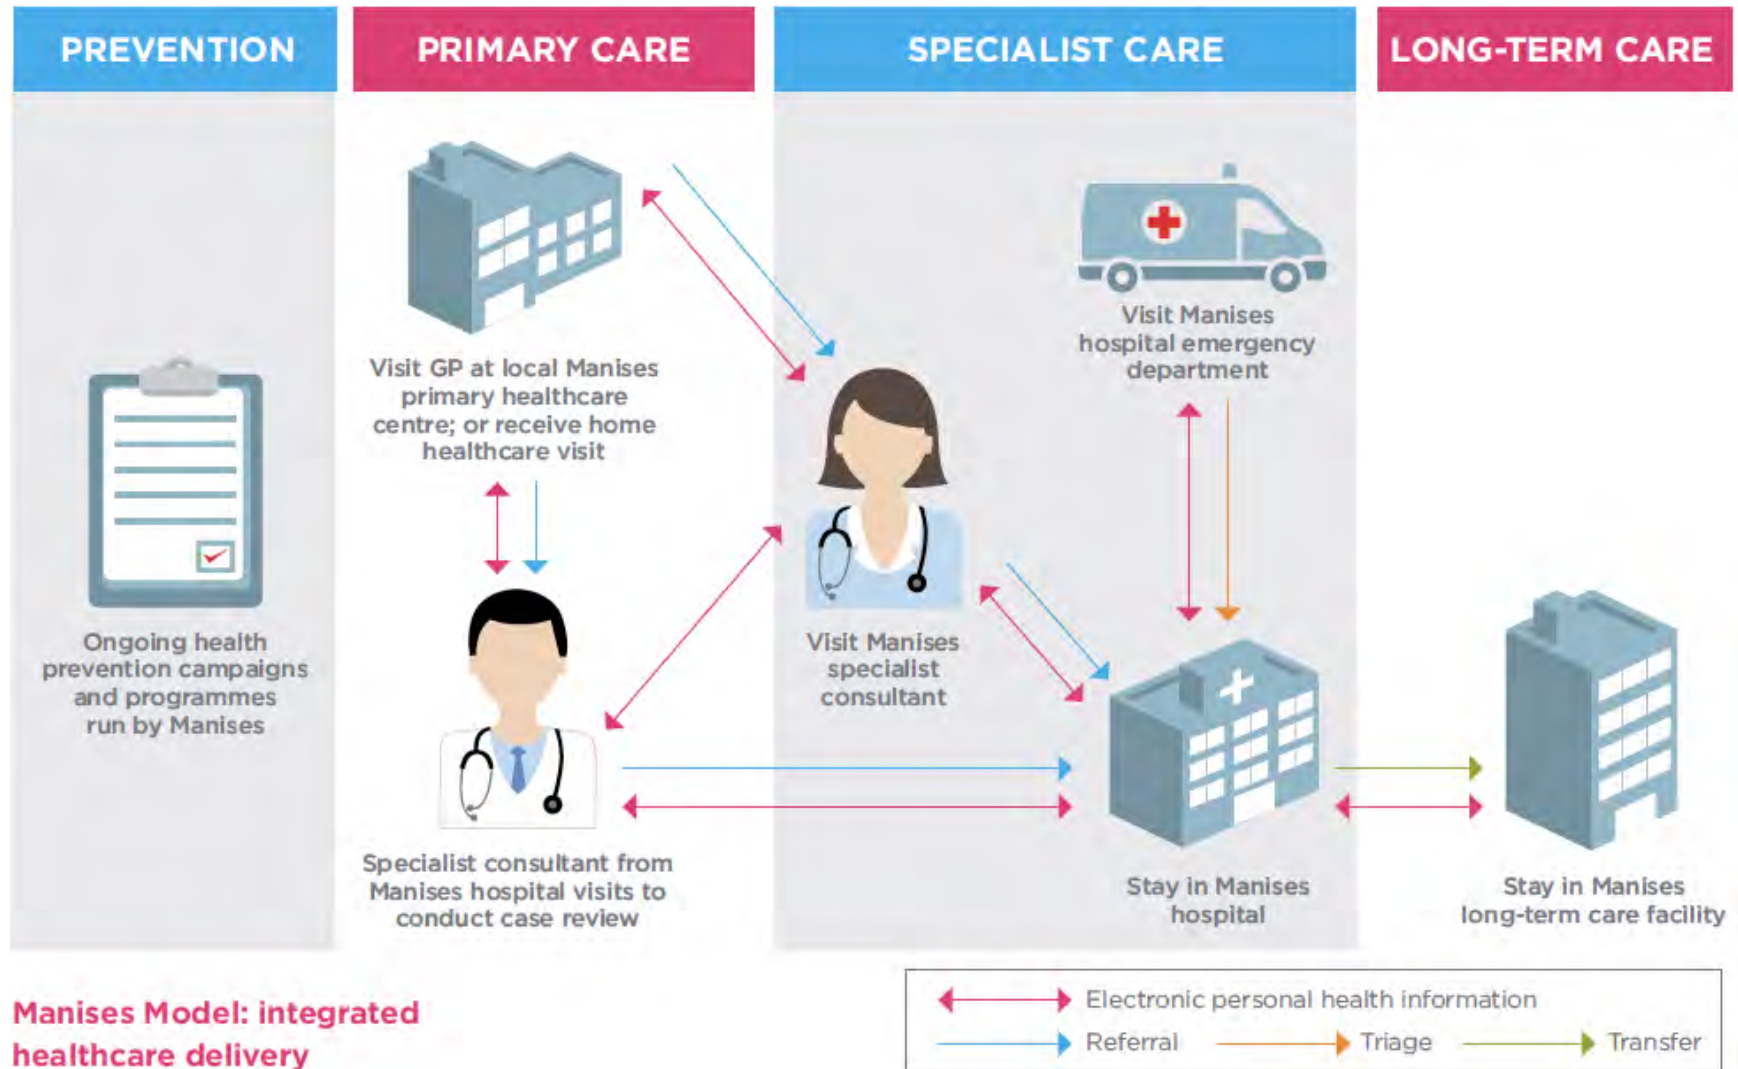 PREVENTION
PRIMARY CARE
SPECIALIST CARE
LONG-TERM CARE
Ongoing health
prevention campaigns
and programmes
run by Manises
Visit GP at local Manises
primary healthcare
centre; or receive home
healthcare visit
Specialist consultant from
Manises hospital visits to
conduct case review
Visit Manises
specialist
consultant
Visit Manises
hospital emergency
department
Stay in Manises
hospital
Stay in Manises
long-term care facility
Manises Model: integrated
healthcare delivery
Electronic personal health information
Referral
Triage
Transfer